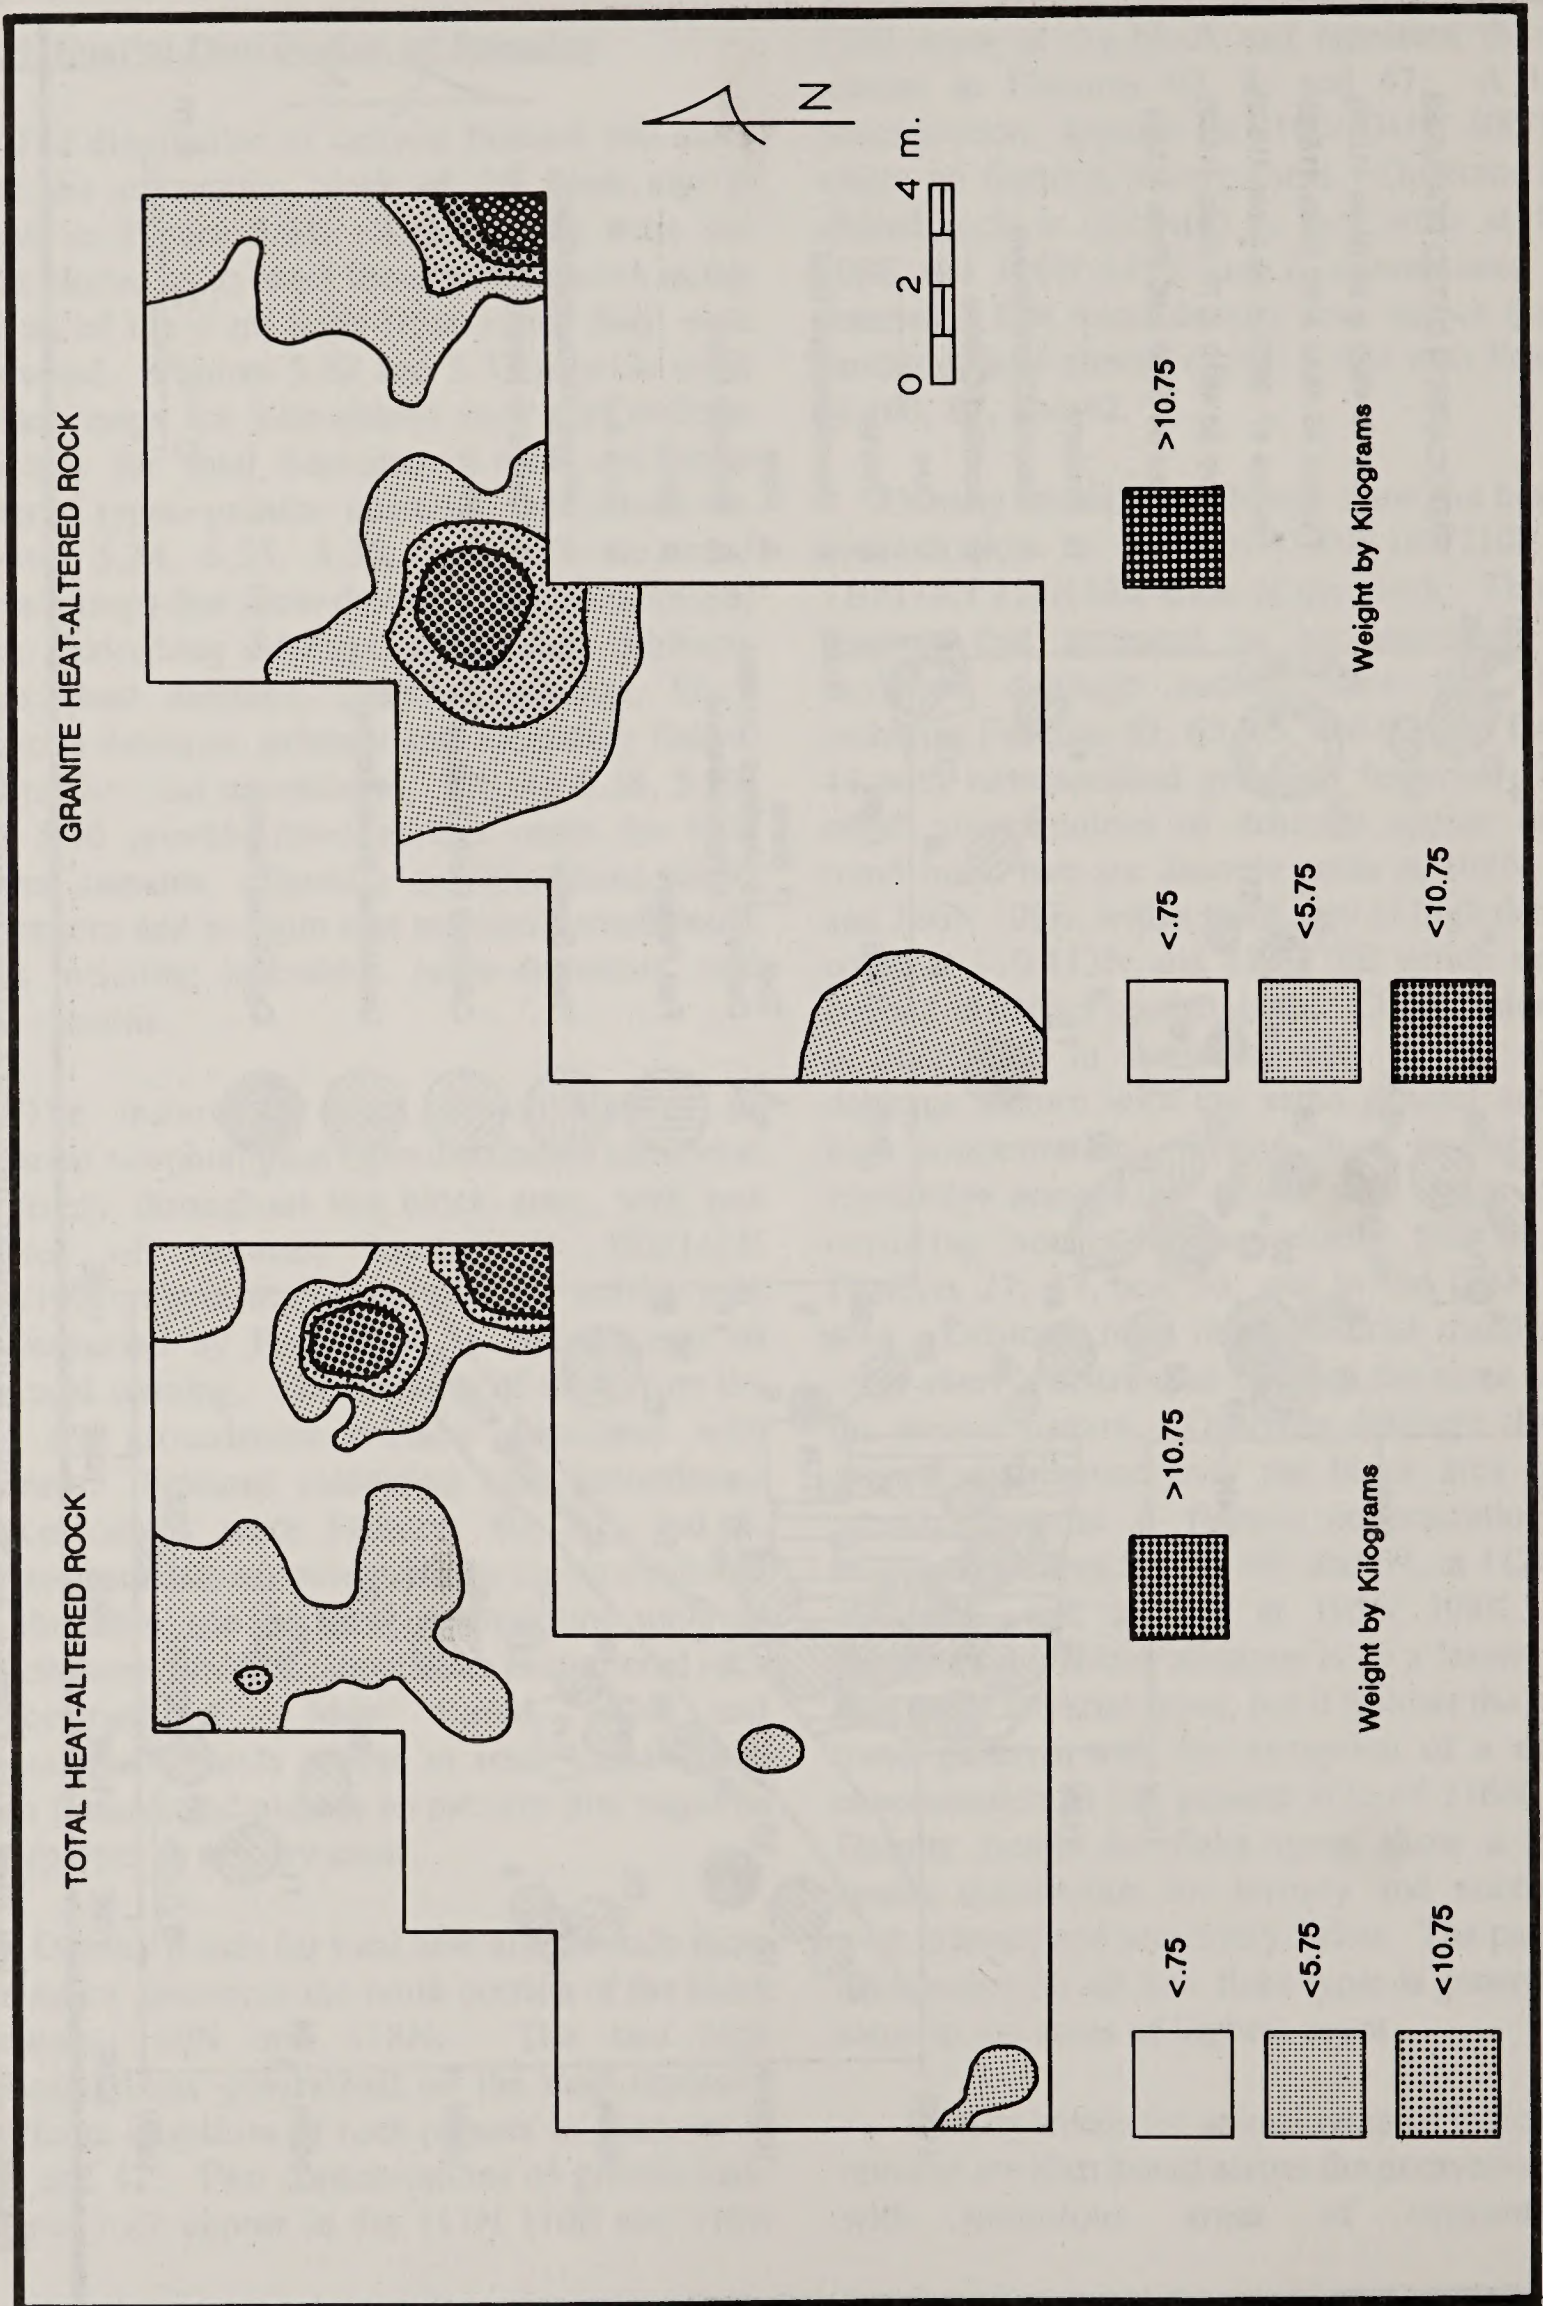 TOTAL HEAT-ALTERED ROCK
<.75
<5.75
<10.75
>10.75
Weight by Kilograms
GRANITE HEAT-ALTERED ROCK
N
0 2 4 m.
<.75
<5.75
<10.75
>10.75
Weight by Kilograms